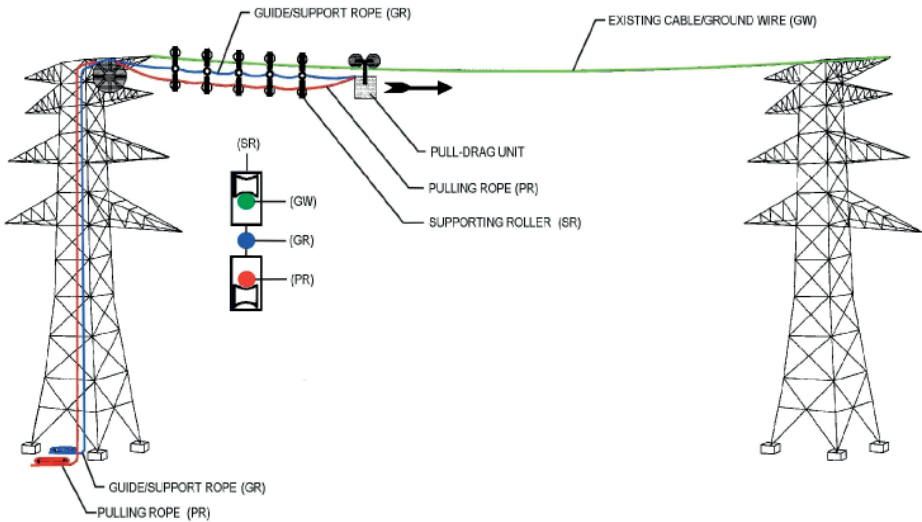 GUIDE/SUPPORT ROPE (GR)
EXISTING CABLE/GROUND WIRE (GW)
PULL-DRAG UNIT
PULLING ROPE (PR)
SUPPORTING ROLLER (SR)
(SR)
(GW)
(GR)
(PR)
GUIDE/SUPPORT ROPE (GR)
PULLING ROPE (PR)